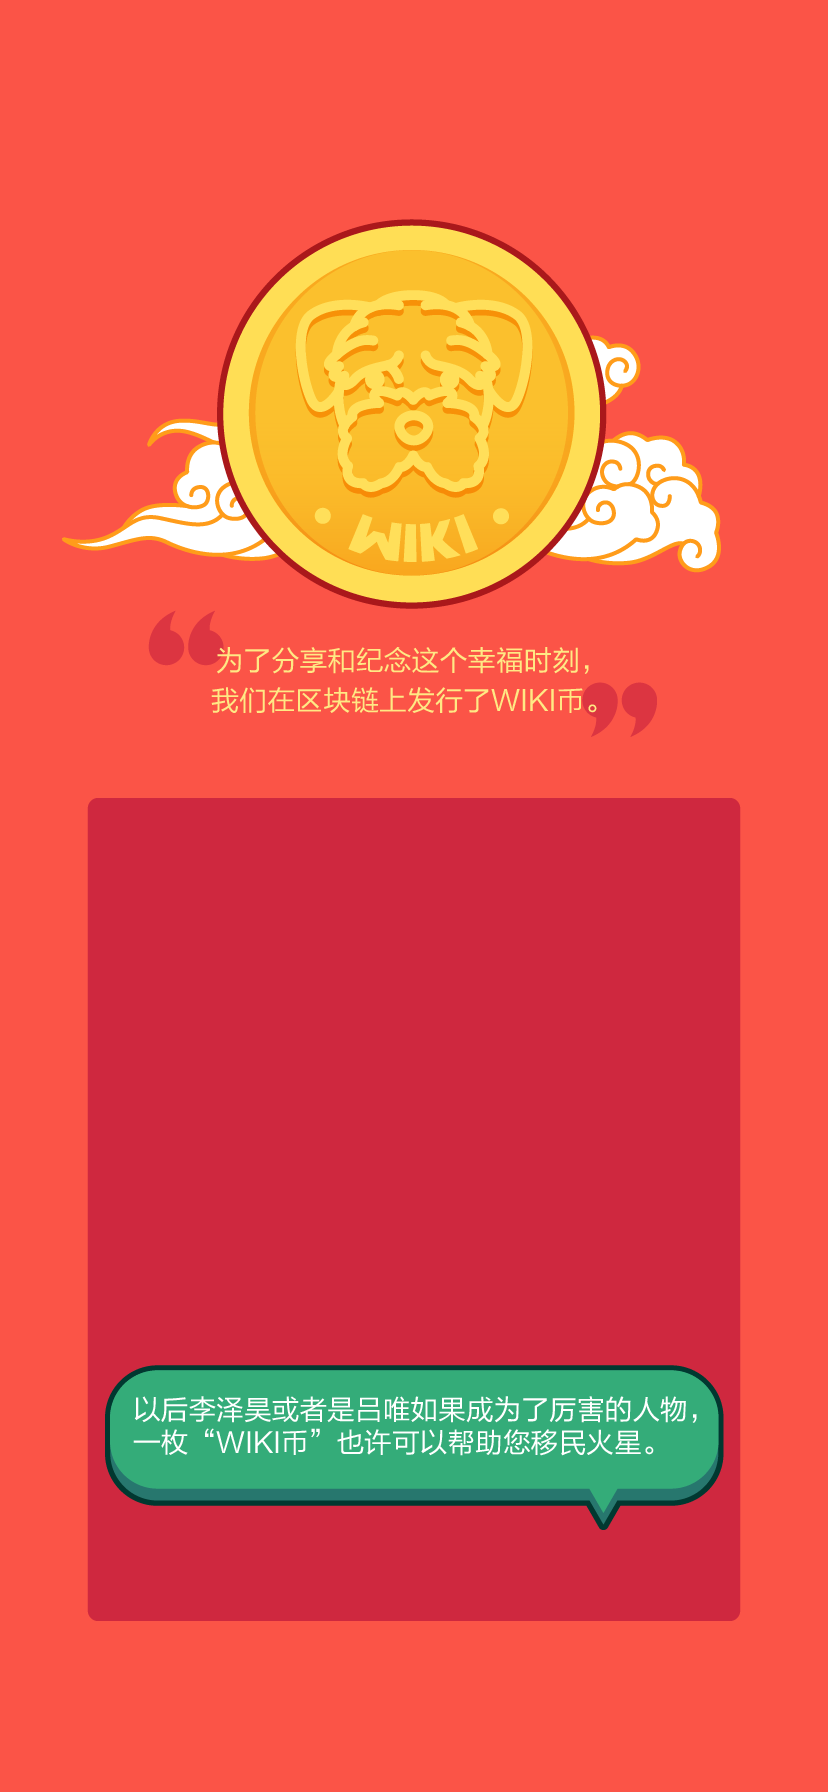 WIKI
为了分享和纪念这个幸福时刻，
我们在区块链上发行了WIKI币。
以后李泽昊或者是吕唯如果成为了厉害的人物，
一枚“WIKI币”也许可以帮助您移民火星。